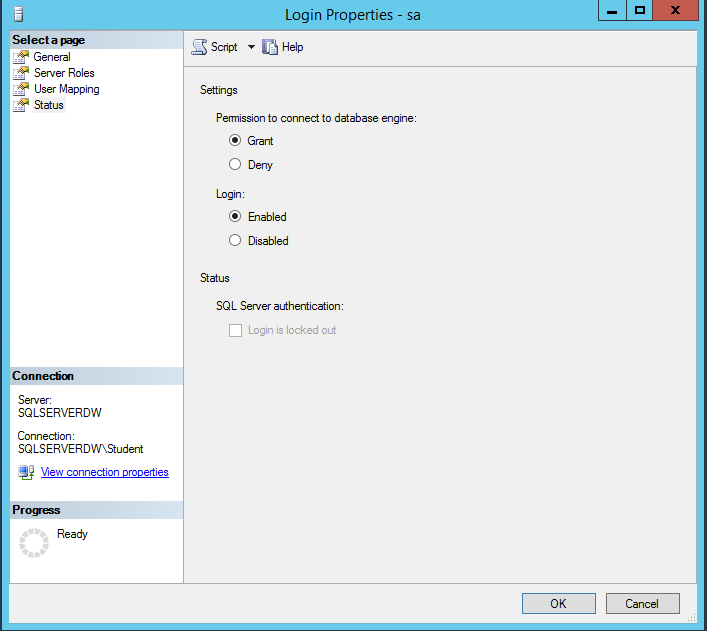 Login Properties - sa
Select a page
General
Server Roles
User Mapping
Status
Script
Help
Settings
Permission to connect to database engine:
Grant
Deny
Login:
Enabled
Disabled
Status
SQL Server authentication:
Login is locked out
Connection
Server:
SQLSERVERDW
Connection:
SQLSERVERDW\Student
View connection properties
Progress
Ready
OK
Cancel